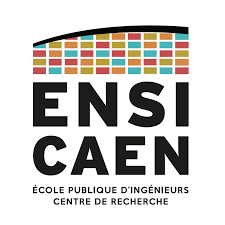 ENSI
CAEN
ÉCOLE PUBLIQUE D'INGÉNIEURS
CENTRE DE RECHERCHE